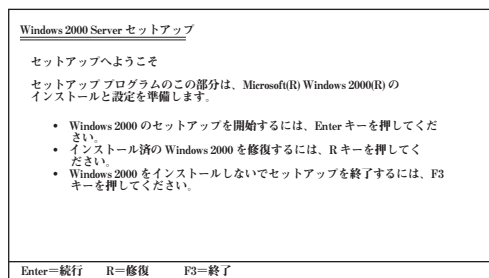 Windows 2000 Server セットアップ
セットアップへようこそ
セットアップ プログラムのこの部分は、Microsoft(R) Windows 2000(R) の
インストールと設定を準備します。
• Windows 2000 のセットアップを開始するには、Enter キーを押してくだ
さい。
• インストール済の Windows 2000 を修復するには、R キーを押してく
ださい。
• Windows 2000 をインストールしないでセットアップを終了するには、F3
キーを押してください。
Enter＝続行 R＝修復 F3＝終了